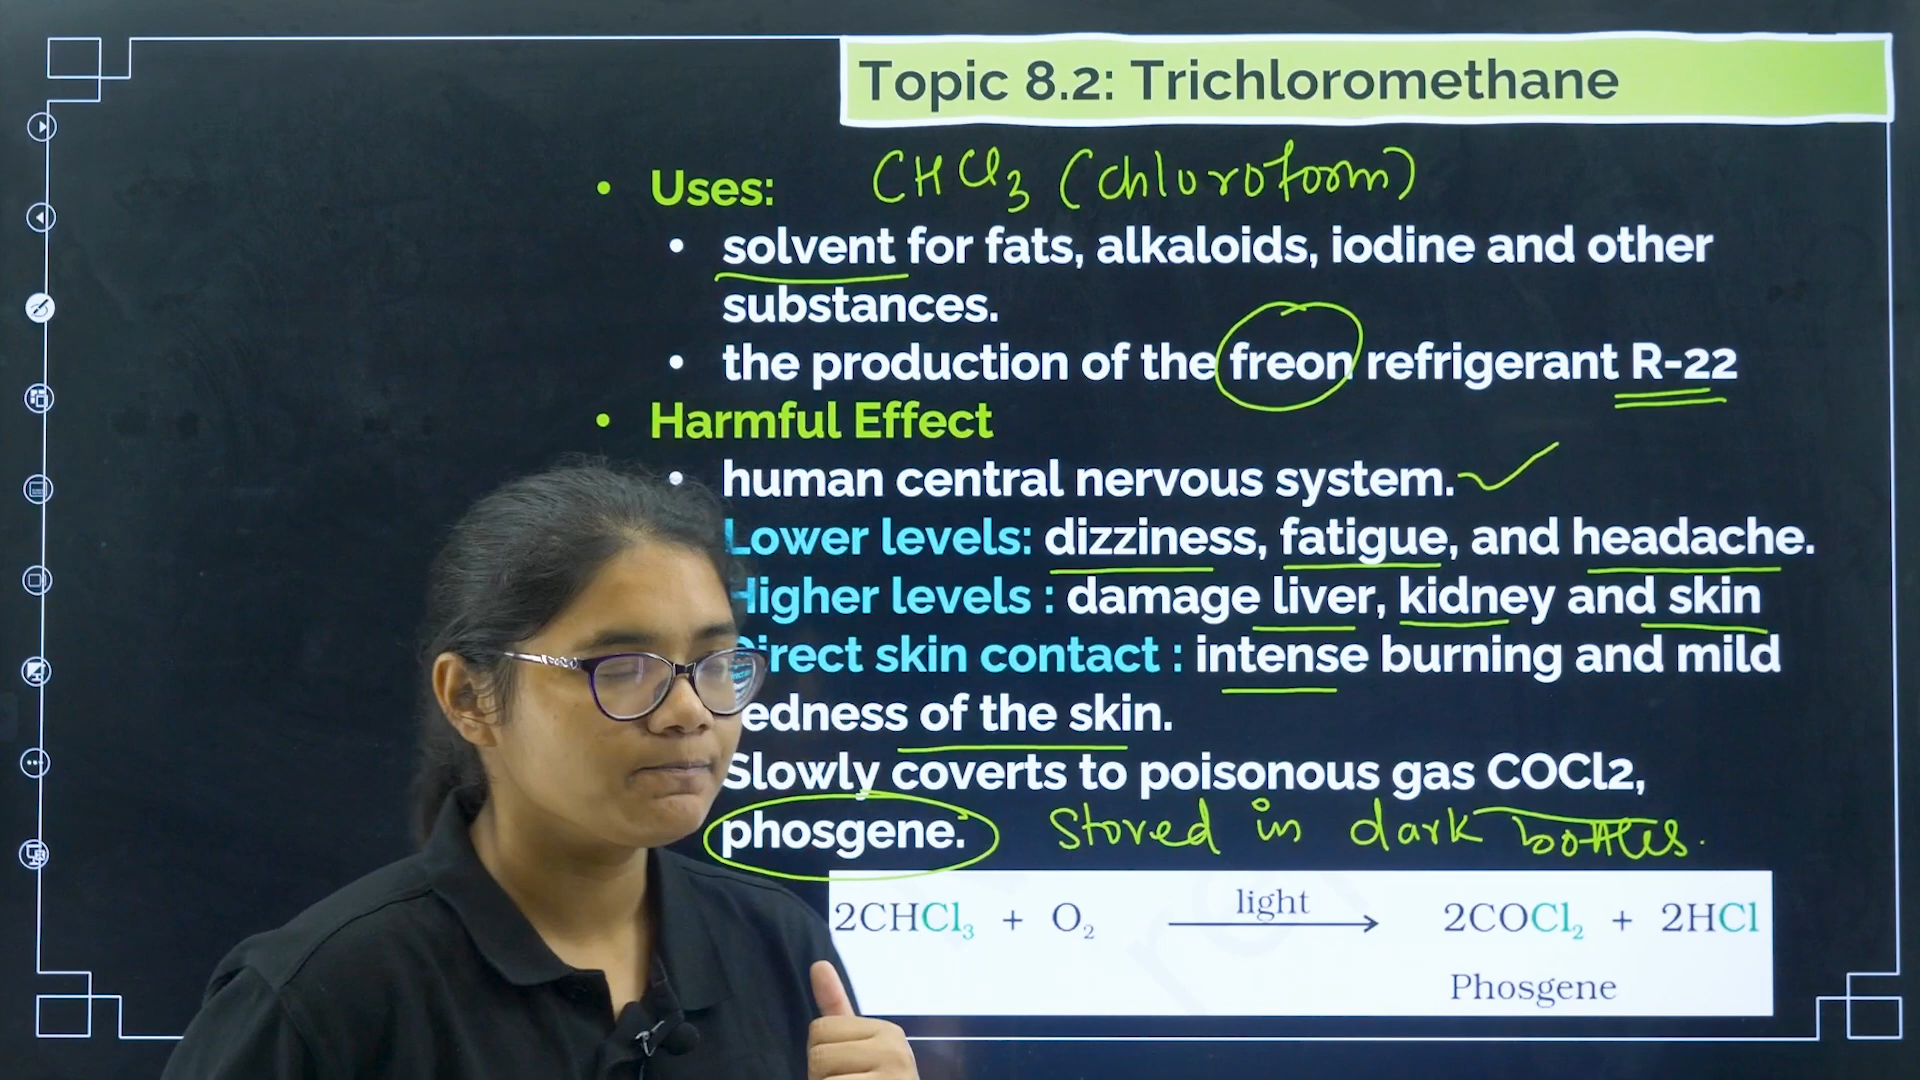 Topic 8.2: Trichloromethane
• Uses: CHCl3 (chloroform)
• solvent for fats, alkaloids, iodine and other
substances.
• the production of the freon refrigerant R-22
• Harmful Effect
• human central nervous system.
Lower levels: dizziness, fatigue, and headache.
Higher levels : damage liver, kidney and skin
Direct skin contact : intense burning and mild
edness of the skin.
Slowly coverts to poisonous gas COCl2,
phosgene. Stored in dark bottles.
2CHCl₃ + O₂ light 2COCl₂ + 2HCl
Phosgene